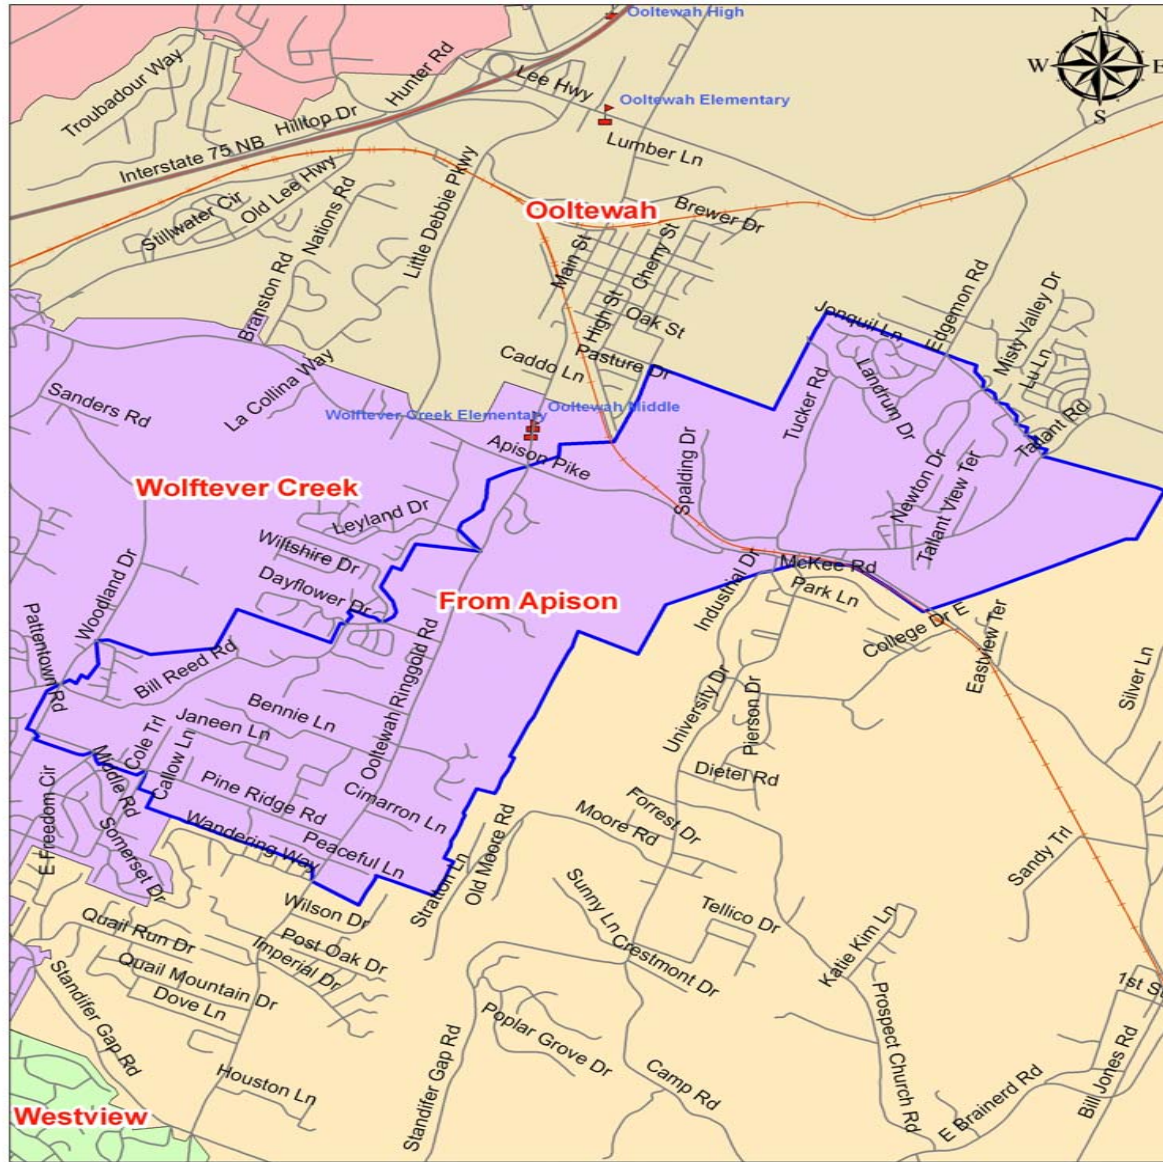 Ooltewah High
N
W
E
S
Troubadour Way
Hunter Rd
Lee Hwy
Ooltewah Elementary
Hilltop Dr
Interstate 75 NB
Lumber Ln
Old Lee Hwy
Stillwater Cir
Nations Rd
Little Debbie Pkwy
Ooltewah
Brewer Dr
Main St
Cherry St
Branston Rd
High St
Oak St
Jonquil Ln
Edgemon Rd
Misty Valley Dr
Lu Ln
Caddo Ln
Pasture Dr
La Collina Way
Sanders Rd
Landrum Dr
Tucker Rd
Wolftever Creek Elementary
Ooltewah Middle
Tallant Rd
Apison Pike
Spalding Dr
Wolftever Creek
Newton Dr
Tallant View Ter
Leyland Dr
Wiltshire Dr
Dayflower Dr
McKee Rd
Industrial Dr
Park Ln
From Apison
Woodland Dr
Pattentown Rd
College Dr E
Eastview Ter
Bill Reed Rd
Ooltewah Ringgold Rd
Silver Ln
Bennie Ln
Janeen Ln
University Dr
Pierson Dr
Cole Trl
Callow Ln
Middle Rd
Pine Ridge Rd
Cimarron Ln
Dietel Rd
E Freedom Cir
Forrest Dr
Moore Rd
Old Moore Rd
Wandering Way
Peaceful Ln
Somerset Dr
Stratton Ln
Sandy Trl
Sunny Ln
Wilson Dr
Tellico Dr
Quail Run Dr
Post Oak Dr
Imperial Dr
Katie Kim Ln
Crestmont Dr
Quail Mountain Dr
Dove Ln
1st St
Standifer Gap Rd
Poplar Grove Dr
Prospect Church Rd
Standifer Gap Rd
Houston Ln
Camp Rd
E Brainerd Rd
Bill Jones Rd
Westview